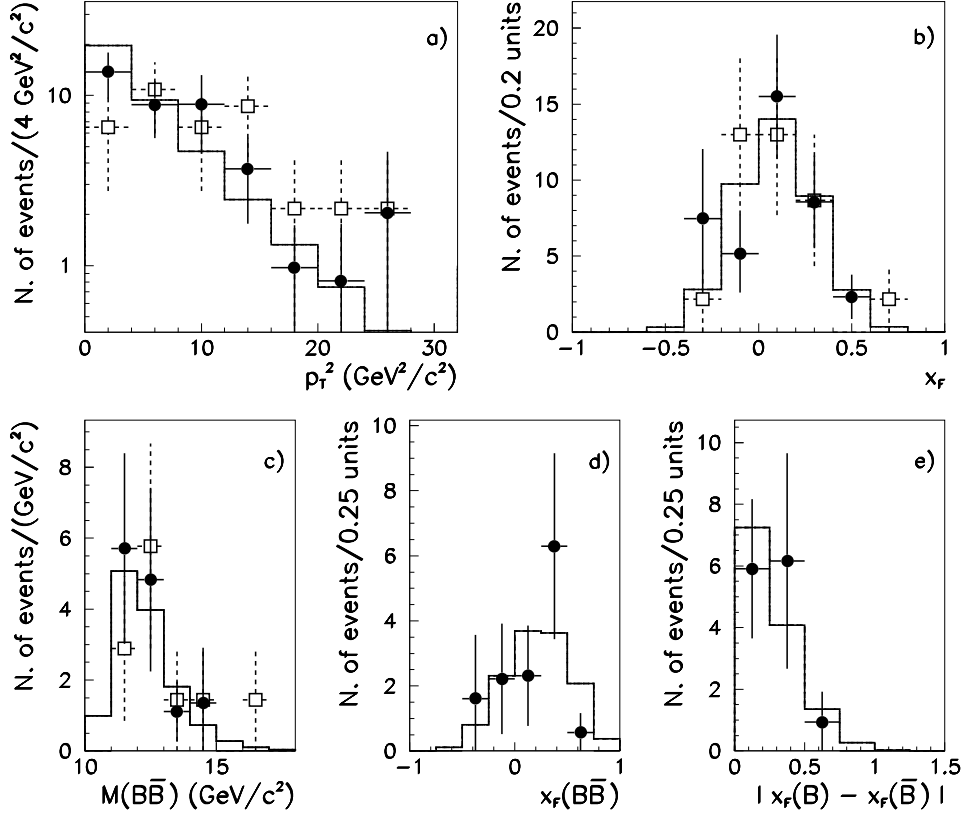 a)
N. of events/(4 GeV²/c²)
10
1
0 10 20 30
p_T² (GeV²/c²)
b)
N. of events/0.2 units
20
15
10
5
0
−1 −0.5 0 0.5 1
x_F
c)
N. of events/(GeV/c²)
8
6
4
2
0
10 15
M(BB̅) (GeV/c²)
d)
N. of events/0.25 units
10
8
6
4
2
0
−1 0 1
x_F(BB̅)
e)
N. of events/0.25 units
10
8
6
4
2
0
0 0.5 1 1.5
| x_F(B) − x_F(B̅) |